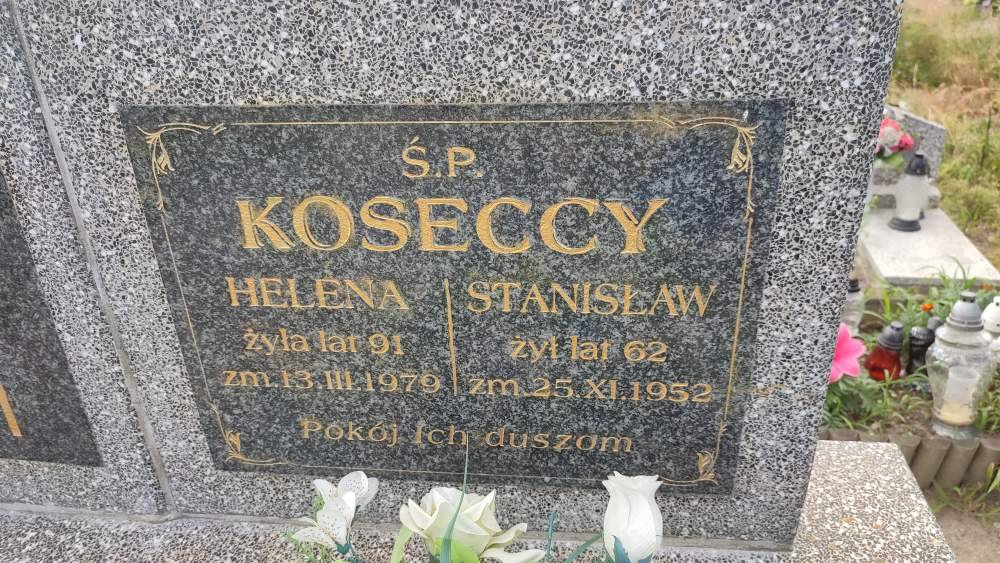 Ś.P.
KOSECCY
HELENA
żyła lat 91
zm. 13.III.1979
STANISŁAW
żył lat 62
zm. 25.XI.1952
Pokój Ich duszom